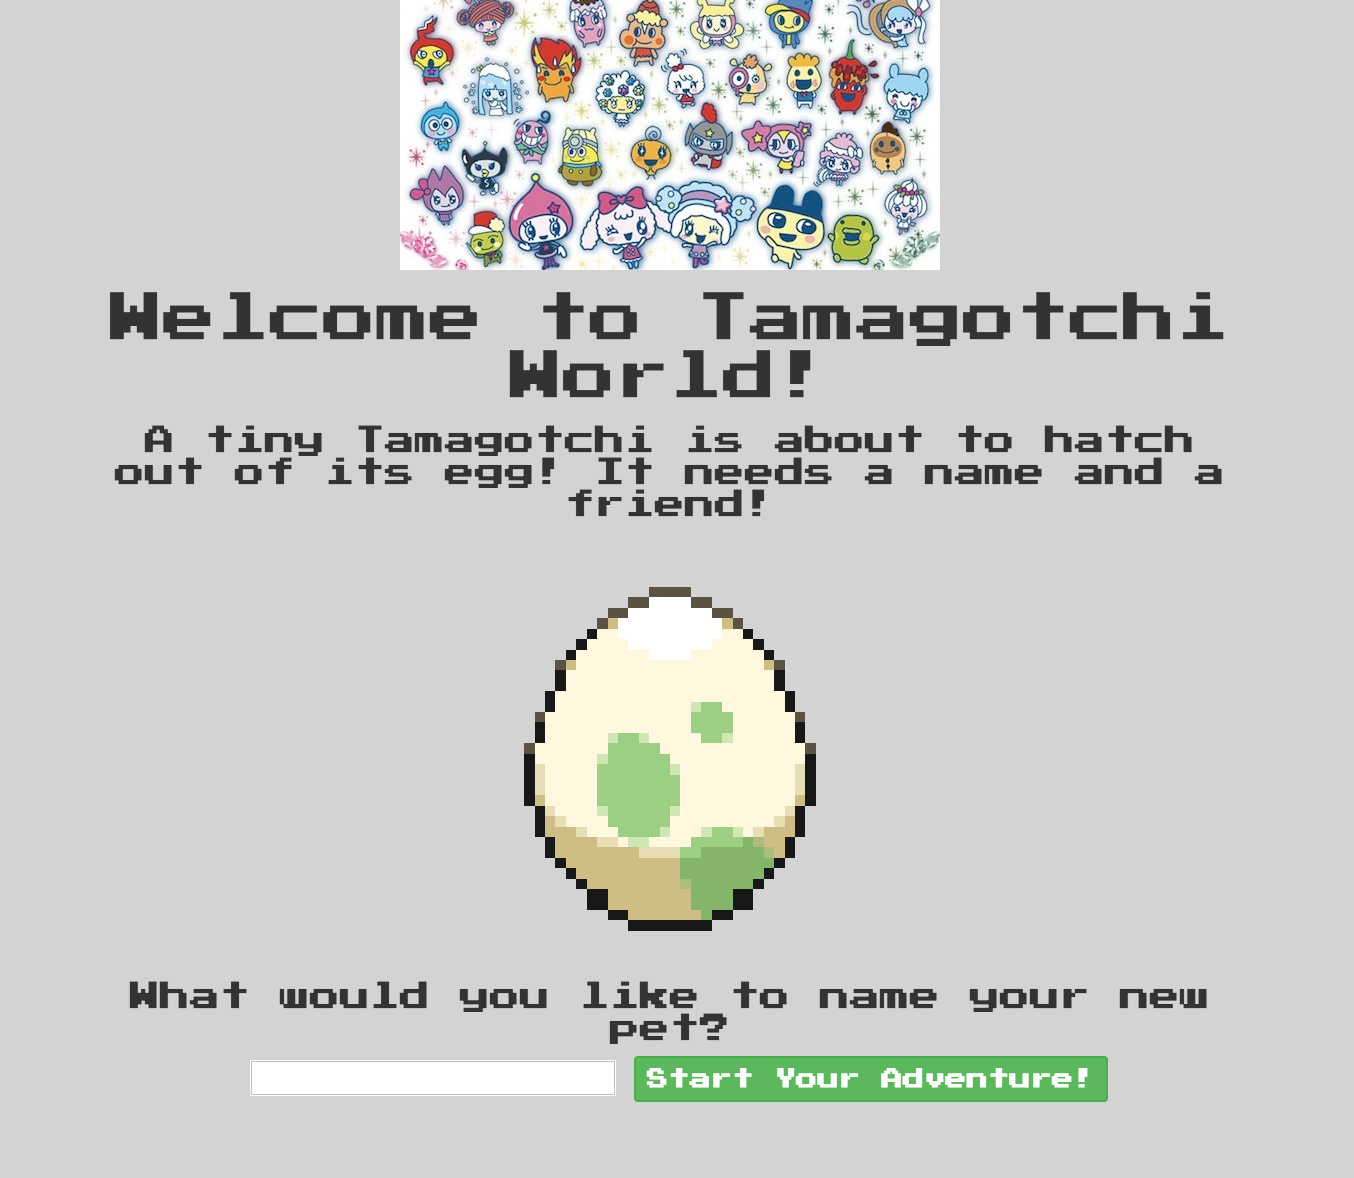 Welcome to Tamagotchi
World!
A tiny Tamagotchi is about to hatch
out of its egg! It needs a name and a
friend!
What would you like to name your new
pet?
Start Your Adventure!